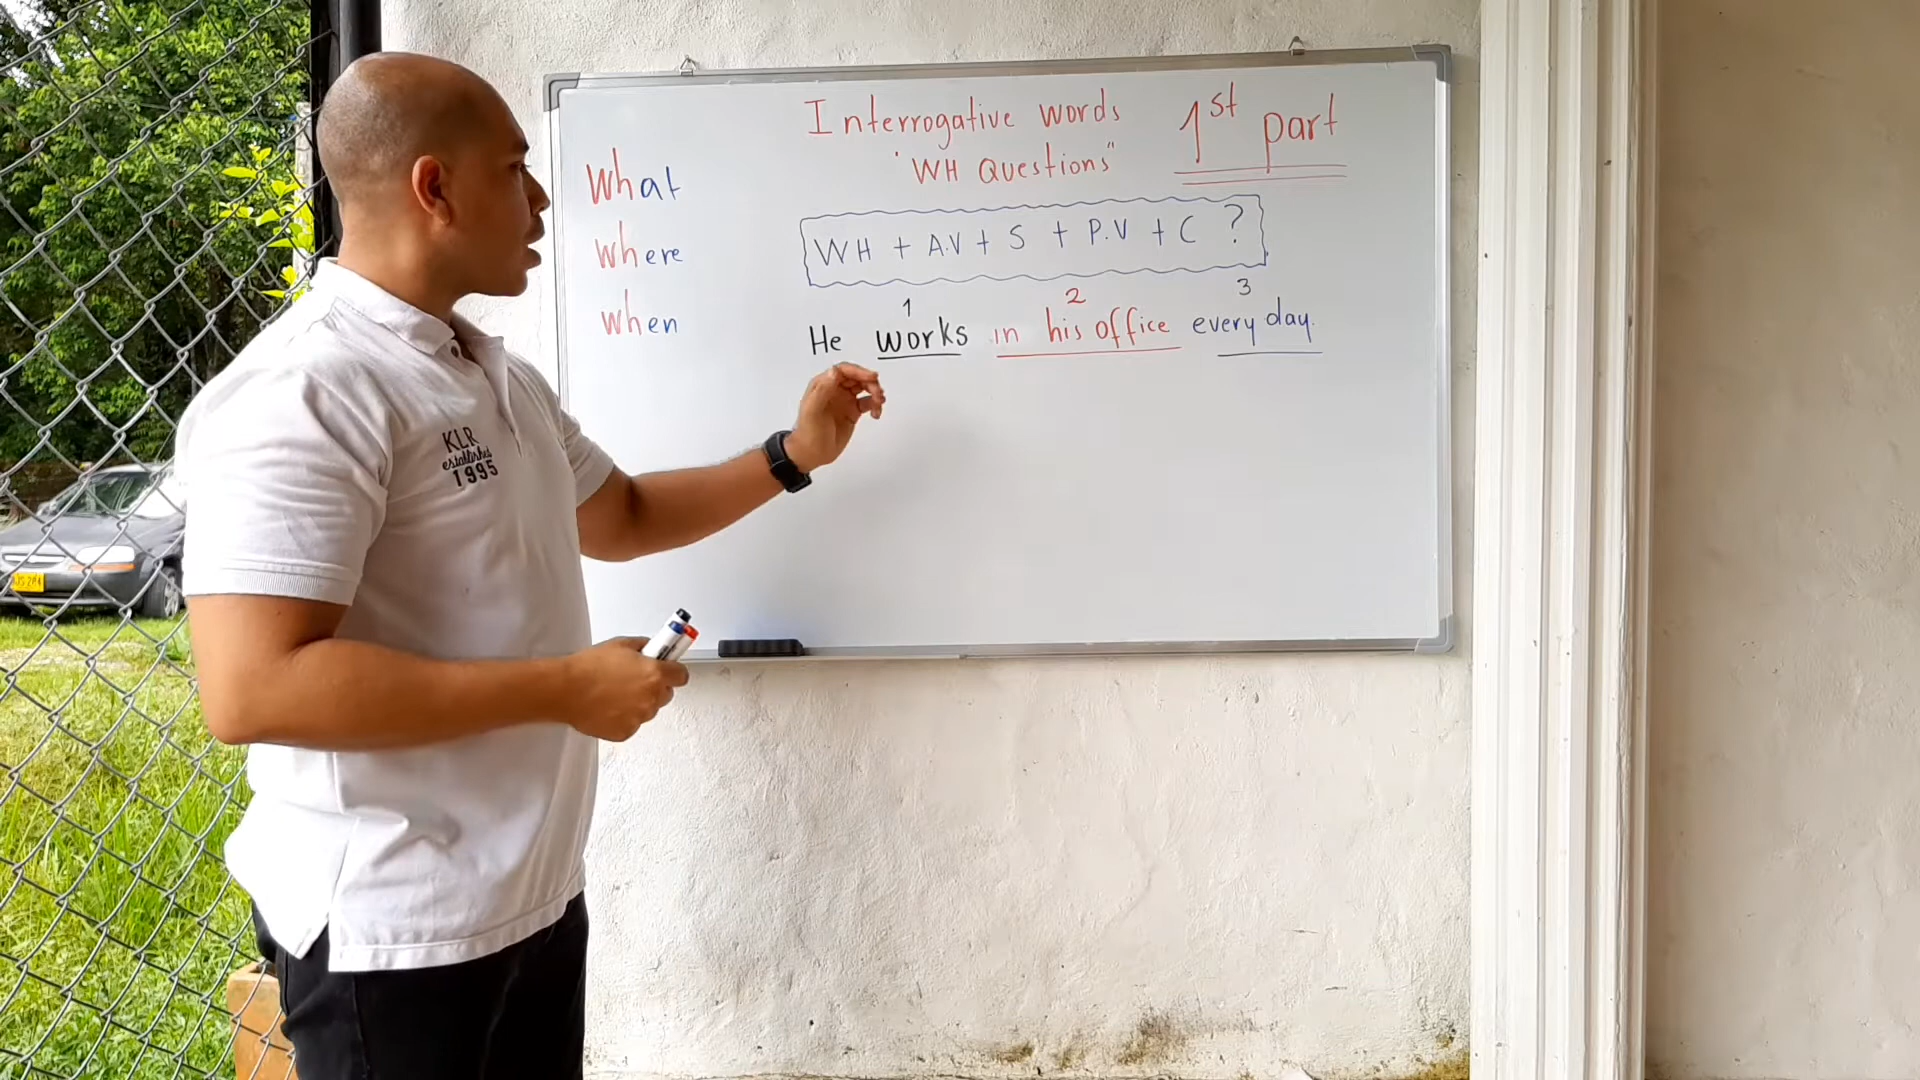 Interrogative words
"WH Questions"
1st part
What
Where
When
WH + A.V + S + P.V + C ?
1 2 3
He works in his office every day.
KLR
established
1995